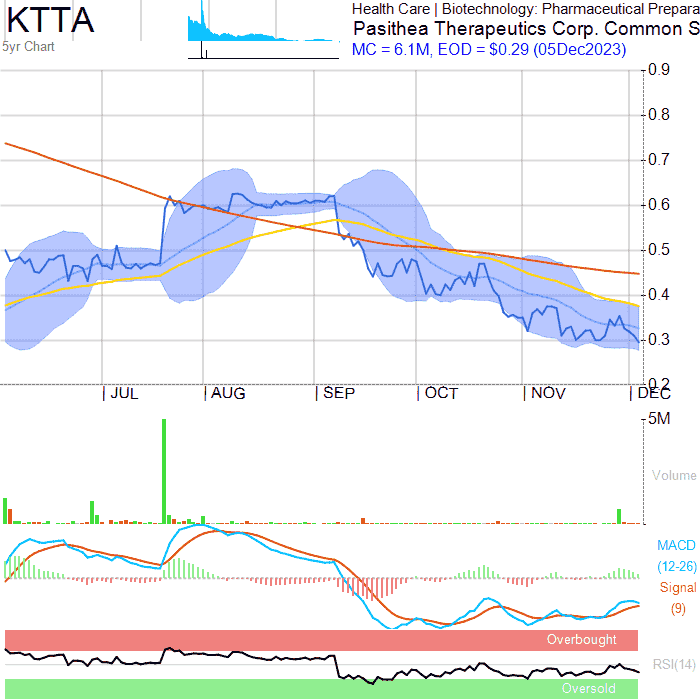 KTTA
5yr Chart
Health Care | Biotechnology: Pharmaceutical Prepara
Pasithea Therapeutics Corp. Common S
MC = 6.1M, EOD = $0.29 (05Dec2023)
0.9
0.8
0.7
0.6
0.5
0.4
0.3
0.2
JUL AUG SEP OCT NOV DEC
5M
Volume
MACD
(12-26)
Signal
(9)
Overbought
RSI(14)
Oversold